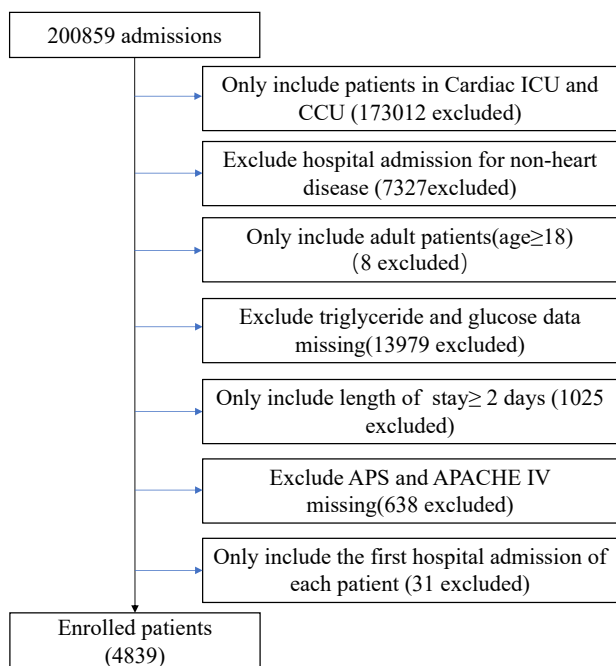 200859 admissions
Only include patients in Cardiac ICU and
CCU (173012 excluded)
Exclude hospital admission for non-heart
disease (7327excluded)
Only include adult patients(age≥18)
(8 excluded)
Exclude triglyceride and glucose data
missing(13979 excluded)
Only include length of stay≥ 2 days (1025
excluded)
Exclude APS and APACHE IV
missing(638 excluded)
Only include the first hospital admission of
each patient (31 excluded)
Enrolled patients
(4839)